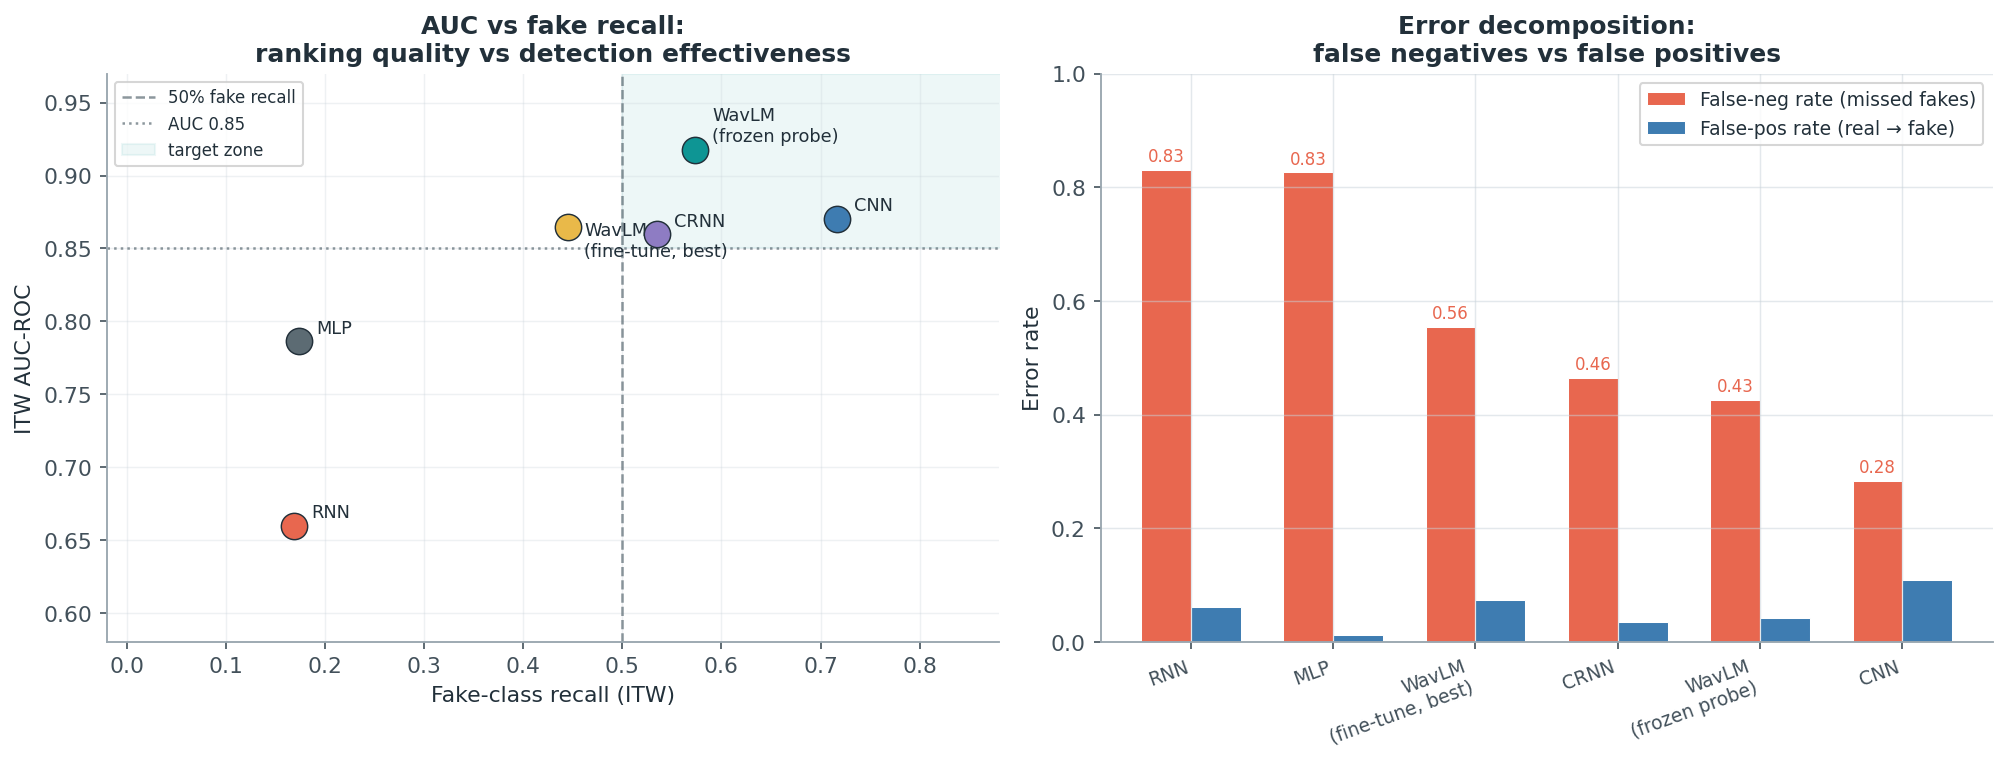 AUC vs fake recall:
ranking quality vs detection effectiveness
50% fake recall
AUC 0.85
target zone
WavLM
(frozen probe)
CNN
CRNN
WavLM
(fine-tune, best)
MLP
RNN
0.95
0.90
0.85
0.80
0.75
0.70
0.65
0.60
ITW AUC-ROC
0.0 0.1 0.2 0.3 0.4 0.5 0.6 0.7 0.8
Fake-class recall (ITW)
Error decomposition:
false negatives vs false positives
False-neg rate (missed fakes)
False-pos rate (real → fake)
1.0
0.8
0.6
0.4
0.2
0.0
Error rate
0.83
0.83
0.56
0.46
0.43
0.28
RNN
MLP
WavLM
(fine-tune, best)
CRNN
WavLM
(frozen probe)
CNN